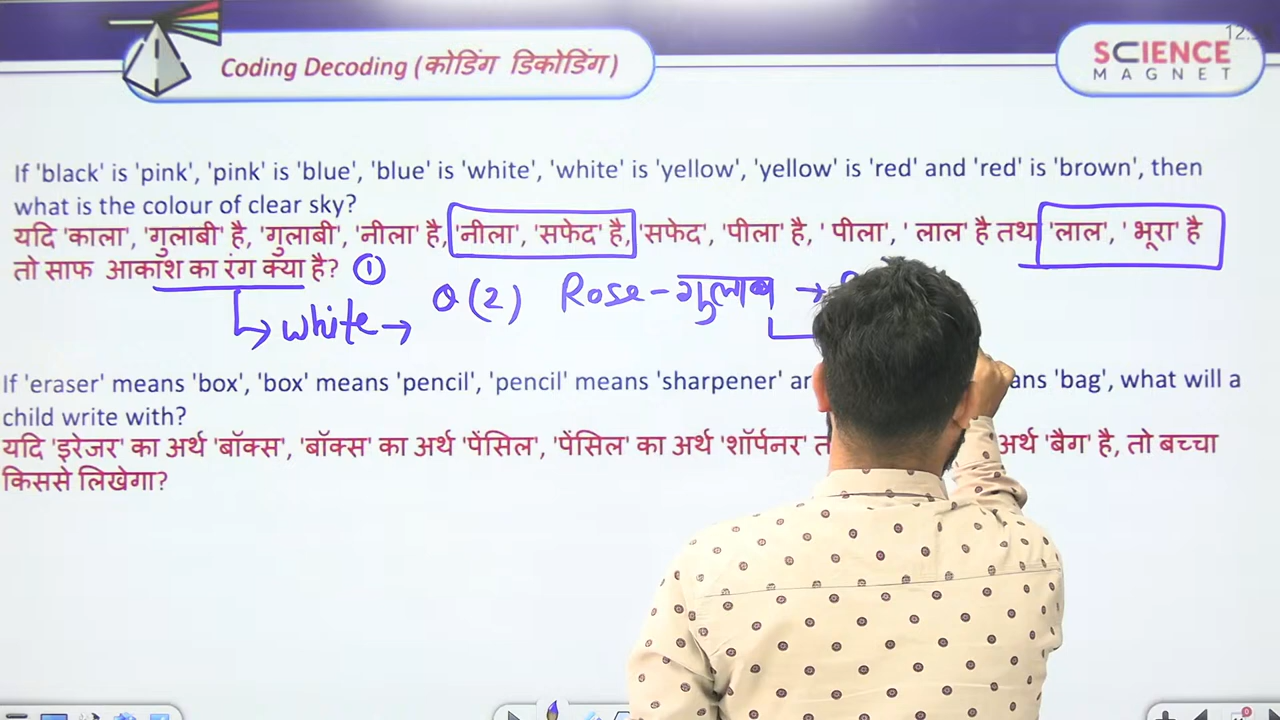 12.
Coding Decoding (कोडिंग डिकोडिंग)
SCIENCE
MAGNET
If 'black' is 'pink', 'pink' is 'blue', 'blue' is 'white', 'white' is 'yellow', 'yellow' is 'red' and 'red' is 'brown', then
what is the colour of clear sky?
यदि 'काला', 'गुलाबी' है, 'गुलाबी', 'नीला' है, 'नीला', 'सफेद' है, 'सफेद', 'पीला' है, ' पीला', ' लाल' है तथा 'लाल', ' भूरा' है
तो साफ आकाश का रंग क्या है? ①
Q (2) Rose - गुलाब →
↳ white →
If 'eraser' means 'box', 'box' means 'pencil', 'pencil' means 'sharpener' 'bag', what will a
child write with?
यदि 'इरेजर' का अर्थ 'बॉक्स', 'बॉक्स' का अर्थ 'पेंसिल', 'पेंसिल' का अर्थ 'शॉर्पनर' अर्थ 'बैग' है, तो बच्चा
किससे लिखेगा?